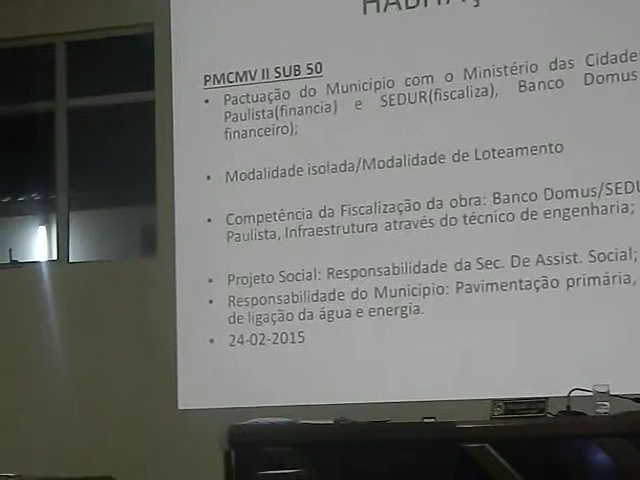 PMCMV II SUB 50
• Pactuação do Município com o Ministério das Cidade
Paulista(financia) e SEDUR(fiscaliza), Banco Domus
financeiro);
• Modalidade isolada/Modalidade de Loteamento
• Competência da Fiscalização da obra: Banco Domus/SEDU
Paulista, Infraestrutura através do técnico de engenharia;
• Projeto Social: Responsabilidade da Sec. De Assist. Social;
• Responsabilidade do Município: Pavimentação primária,
de ligação da água e energia.
• 24-02-2015